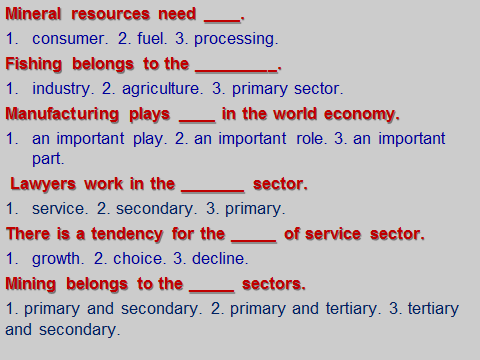 Mineral resources need ____.
1. consumer. 2. fuel. 3. processing.
Fishing belongs to the _________.
1. industry. 2. agriculture. 3. primary sector.
Manufacturing plays ____ in the world economy.
1. an important play. 2. an important role. 3. an important
part.
Lawyers work in the _______ sector.
1. service. 2. secondary. 3. primary.
There is a tendency for the _____ of service sector.
1. growth. 2. choice. 3. decline.
Mining belongs to the _____ sectors.
1. primary and secondary. 2. primary and tertiary. 3. tertiary
and secondary.